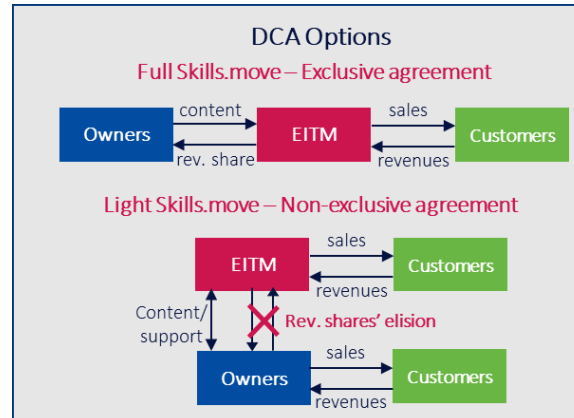 DCA Options
Full Skills.move – Exclusive agreement
content
sales
Owners
EITM
Customers
rev. share
revenues
Light Skills.move – Non-exclusive agreement
sales
EITM
Customers
revenues
Content/
support
Rev. shares' elision
sales
Owners
Customers
revenues